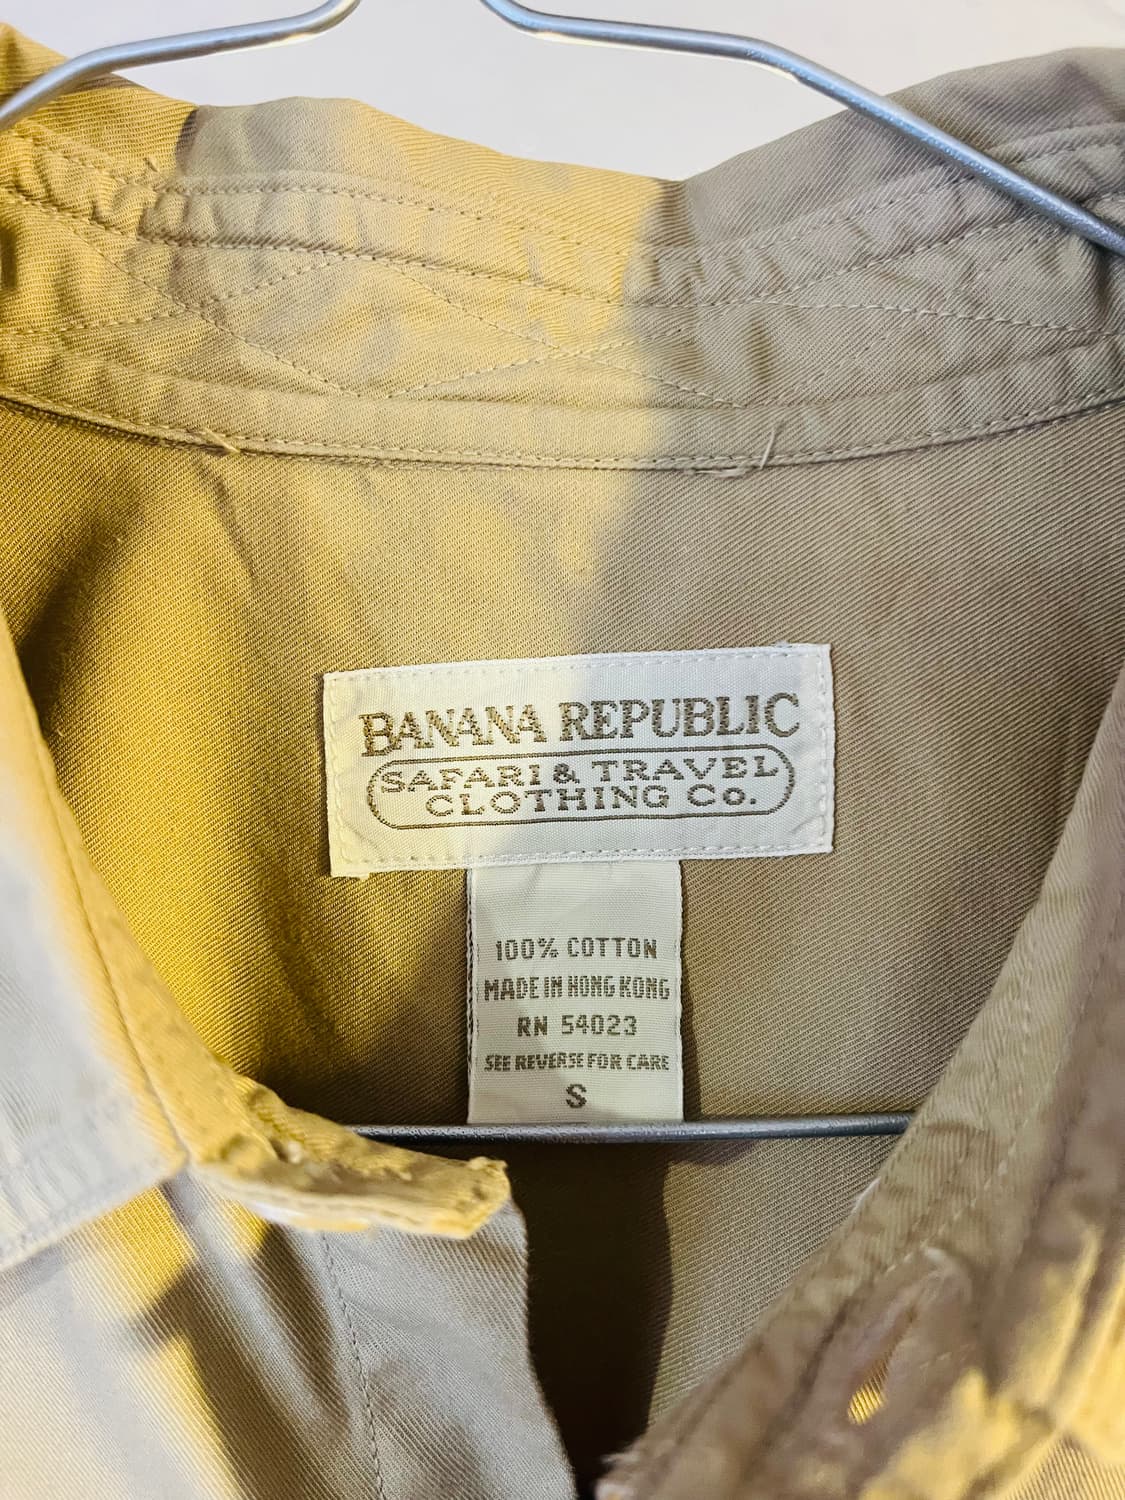 BANANA REPUBLIC
SAFARI & TRAVEL
CLOTHING Co.
100% COTTON
MADE IN HONG KONG
RN 54023
SEE REVERSE FOR CARE
S